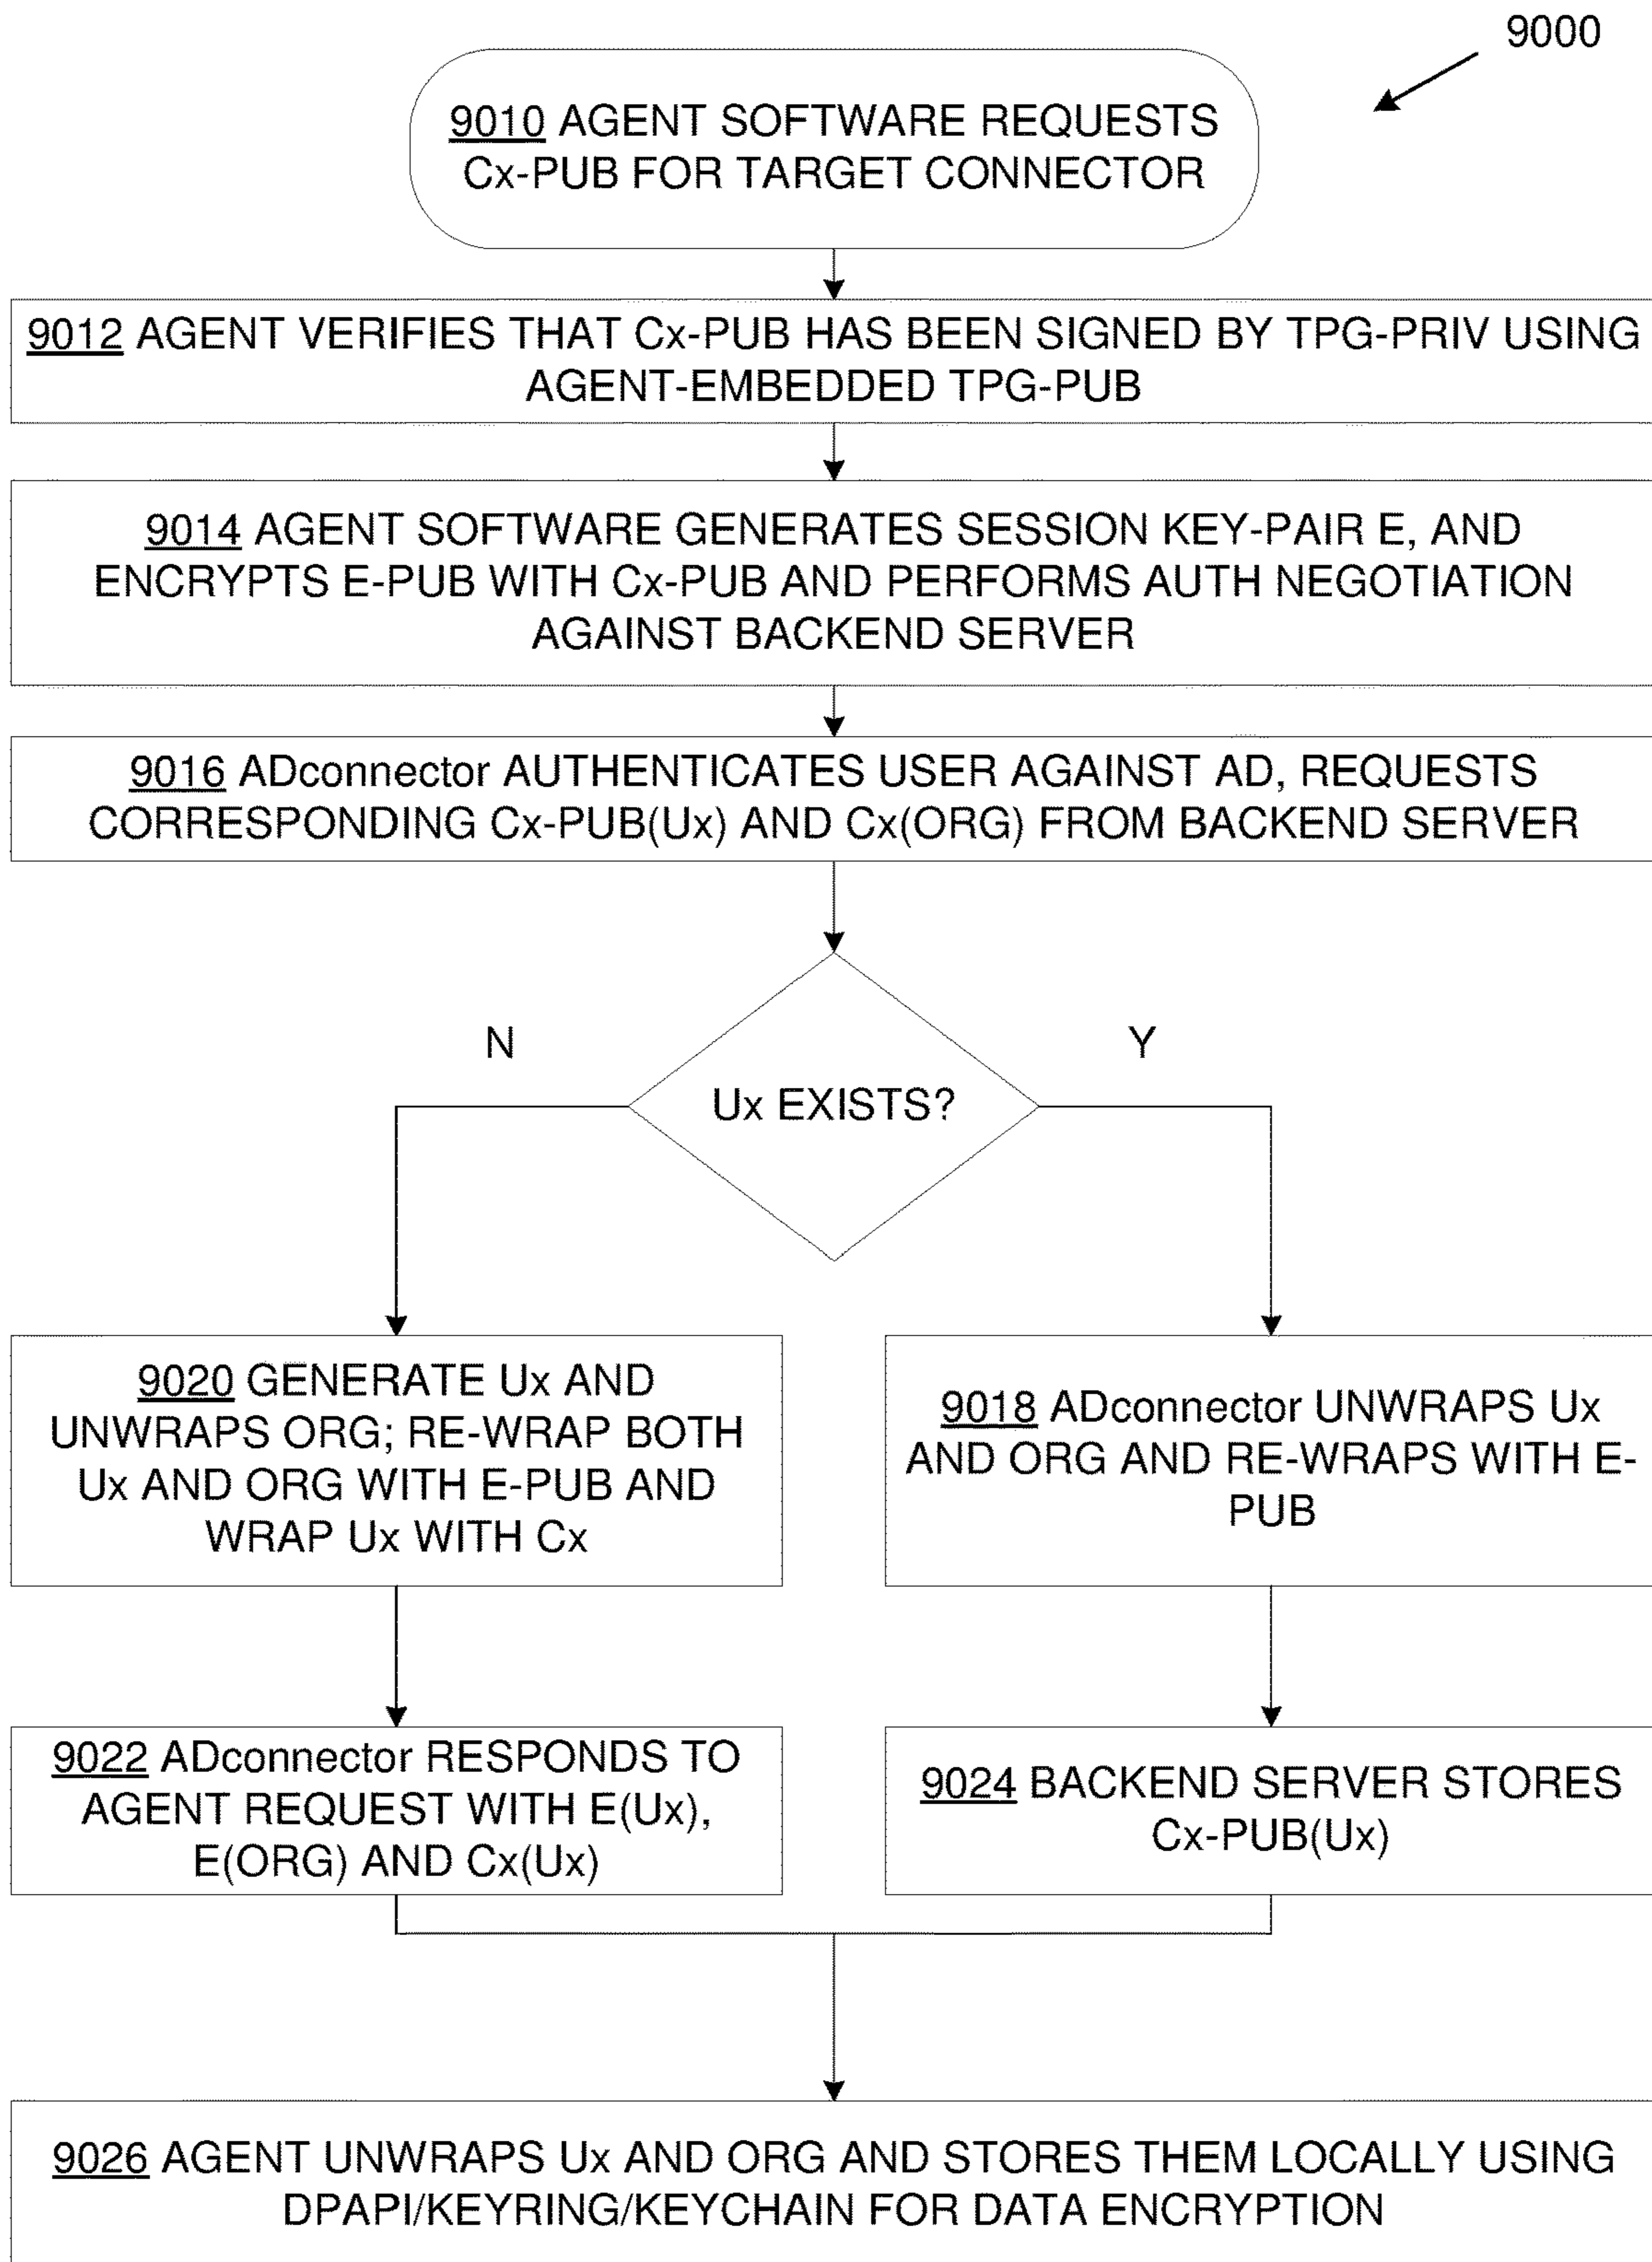 9000
9010 AGENT SOFTWARE REQUESTS
Cx-PUB FOR TARGET CONNECTOR
9012 AGENT VERIFIES THAT Cx-PUB HAS BEEN SIGNED BY TPG-PRIV USING
AGENT-EMBEDDED TPG-PUB
9014 AGENT SOFTWARE GENERATES SESSION KEY-PAIR E, AND
ENCRYPTS E-PUB WITH Cx-PUB AND PERFORMS AUTH NEGOTIATION
AGAINST BACKEND SERVER
9016 ADconnector AUTHENTICATES USER AGAINST AD, REQUESTS
CORRESPONDING Cx-PUB(Ux) AND Cx(ORG) FROM BACKEND SERVER
N
Y
Ux EXISTS?
9020 GENERATE Ux AND
UNWRAPS ORG; RE-WRAP BOTH
Ux AND ORG WITH E-PUB AND
WRAP Ux WITH Cx
9018 ADconnector UNWRAPS Ux
AND ORG AND RE-WRAPS WITH E-
PUB
9022 ADconnector RESPONDS TO
AGENT REQUEST WITH E(Ux),
E(ORG) AND Cx(Ux)
9024 BACKEND SERVER STORES
Cx-PUB(Ux)
9026 AGENT UNWRAPS Ux AND ORG AND STORES THEM LOCALLY USING
DPAPI/KEYRING/KEYCHAIN FOR DATA ENCRYPTION